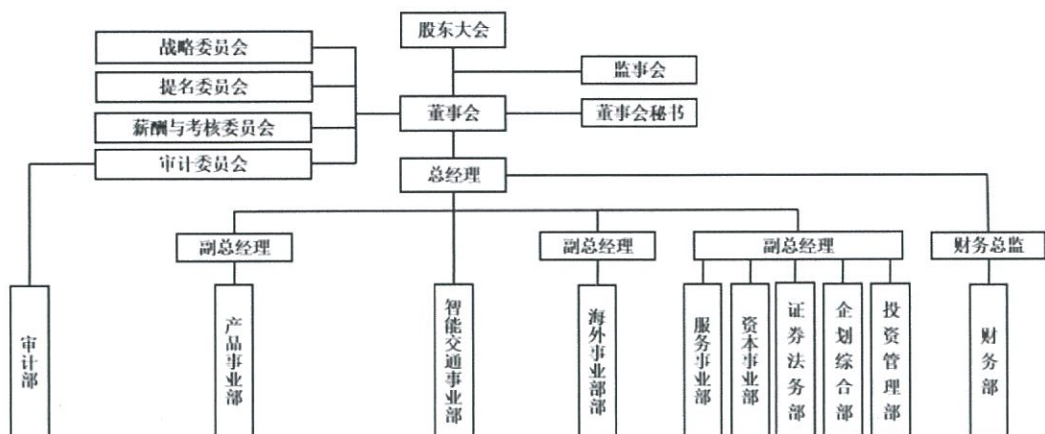 股东大会
战略委员会
监事会
提名委员会
董事会
董事会秘书
薪酬与考核委员会
审计委员会
总经理
副总经理
副总经理
副总经理
财务总监
审计部
产品事业部
智能交通事业部
海外事业部部
服务事业部
资本事业部
证券法务部
企划综合部
投资管理部
财务部